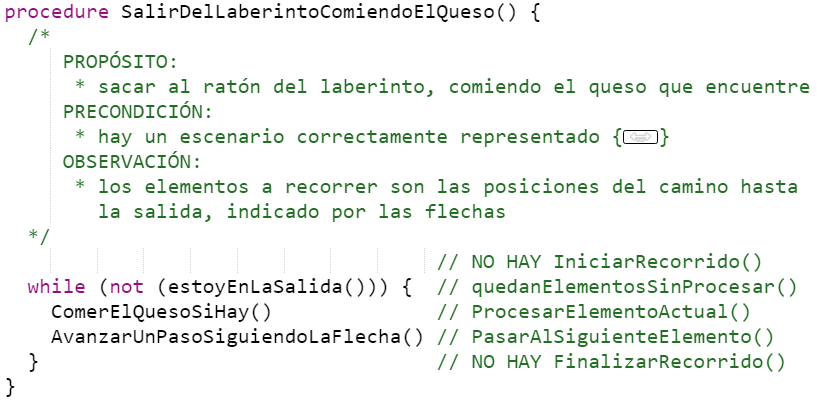 procedure SalirDelLaberintoComiendoElQueso() {
/*
PROPÓSITO:
* sacar al ratón del laberinto, comiendo el queso que encuentre
PRECONDICIÓN:
* hay un escenario correctamente representado {}
OBSERVACIÓN:
* los elementos a recorrer son las posiciones del camino hasta
la salida, indicado por las flechas
*/
// NO HAY IniciarRecorrido()
while (not (estoyEnLaSalida())) { // quedanElementosSinProcesar()
ComerElQuesoSiHay() // ProcesarElementoActual()
AvanzarUnPasoSiguiendoLaFlecha() // PasarAlSiguienteElemento()
} // NO HAY FinalizarRecorrido()
}